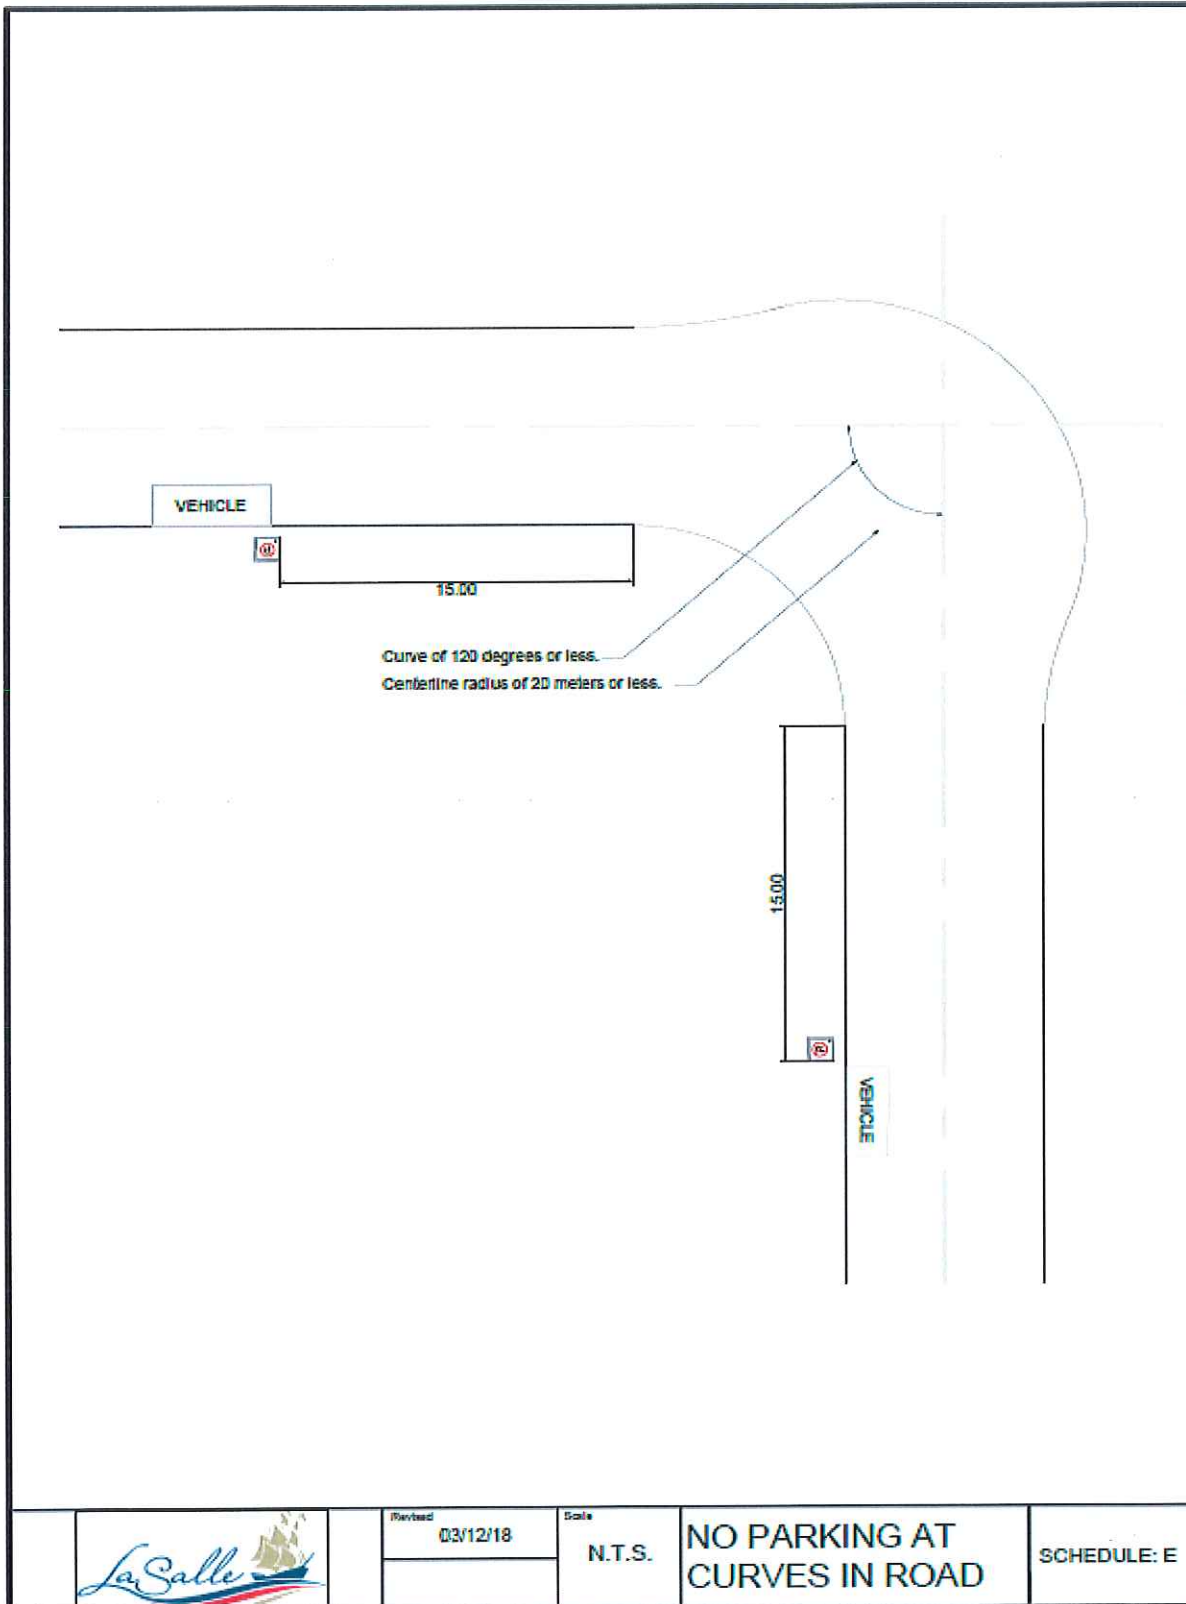 VEHICLE
15.00
Curve of 120 degrees or less.
Centerline radius of 20 meters or less.
15.00
VEHICLE
LaSalle
Revised
03/12/18
Scale
N.T.S.
NO PARKING AT
CURVES IN ROAD
SCHEDULE: E